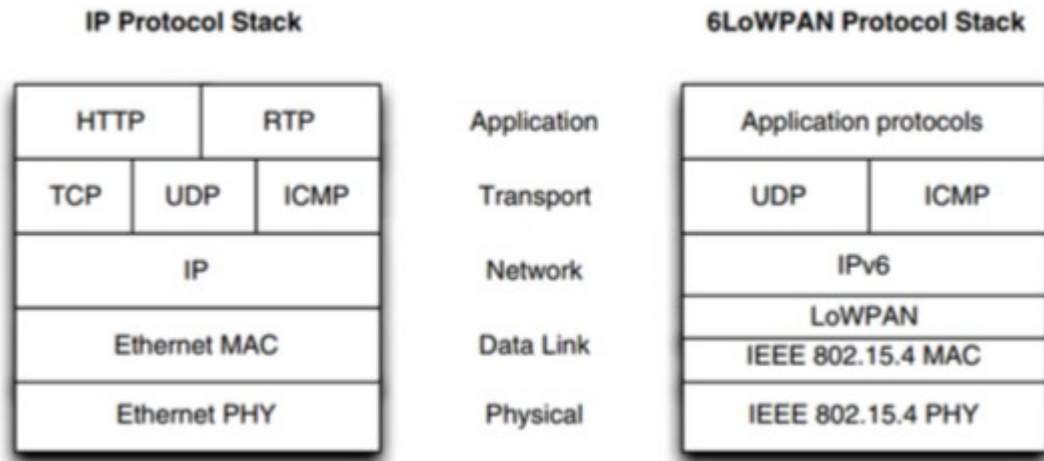 IP Protocol Stack
6LoWPAN Protocol Stack
HTTP RTP Application Application protocols
TCP UDP ICMP Transport UDP ICMP
IP Network IPv6
LoWPAN
Ethernet MAC Data Link
IEEE 802.15.4 MAC
Ethernet PHY Physical IEEE 802.15.4 PHY